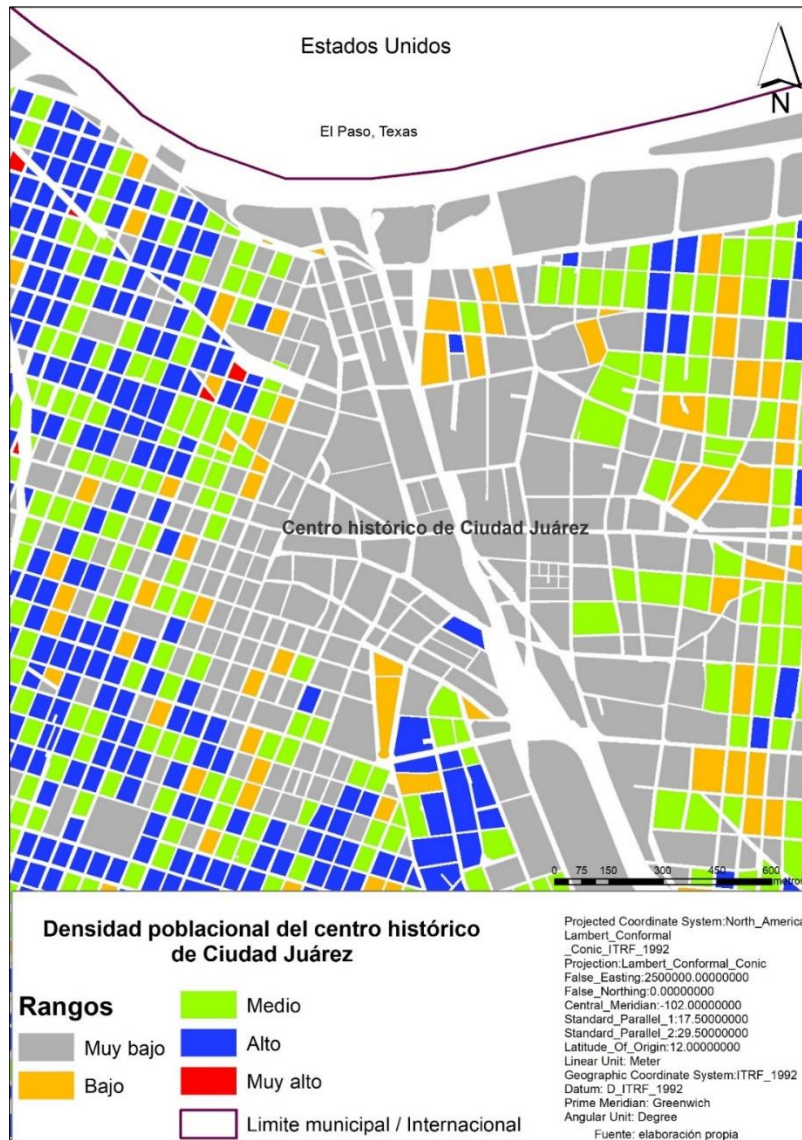 Estados Unidos
N
El Paso, Texas
Centro histórico de Ciudad Juárez
0 75 150 300 450 600
metros
Densidad poblacional del centro histórico
de Ciudad Juárez
Rangos
Muy bajo
Bajo
Medio
Alto
Muy alto
Limite municipal / Internacional
Projected Coordinate System:North_America
Lambert_Conformal
_Conic_ITRF_1992
Projection:Lambert_Conformal_Conic
False_Easting:2500000.00000000
False_Northing:0.00000000
Central_Meridian:-102.00000000
Standard_Parallel_1:17.50000000
Standard_Parallel_2:29.50000000
Latitude_Of_Origin:12.00000000
Linear Unit: Meter
Geographic Coordinate System:ITRF_1992
Datum: D_ITRF_1992
Prime Meridian: Greenwich
Angular Unit: Degree
Fuente: elaboración propia